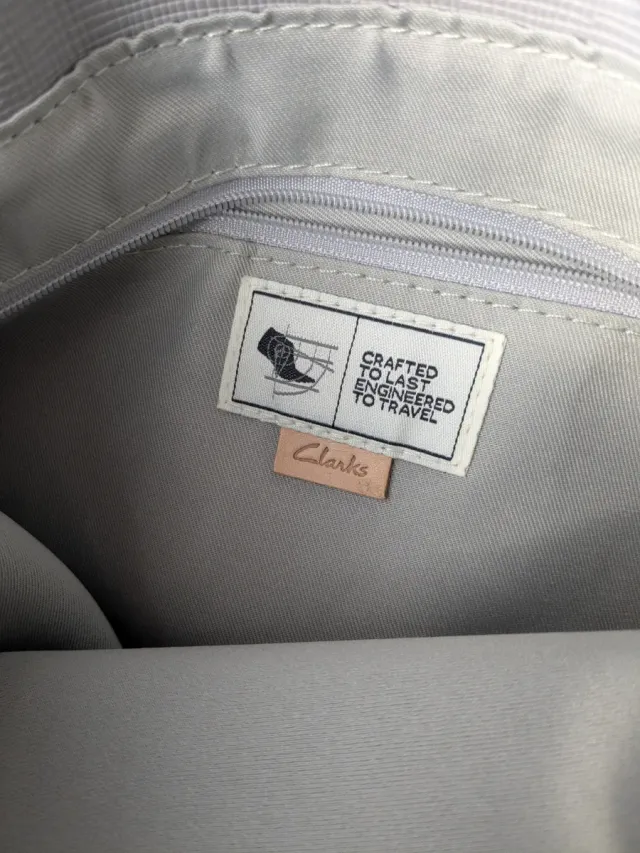 CRAFTED
TO LAST
ENGINEERED
TO TRAVEL
Clarks